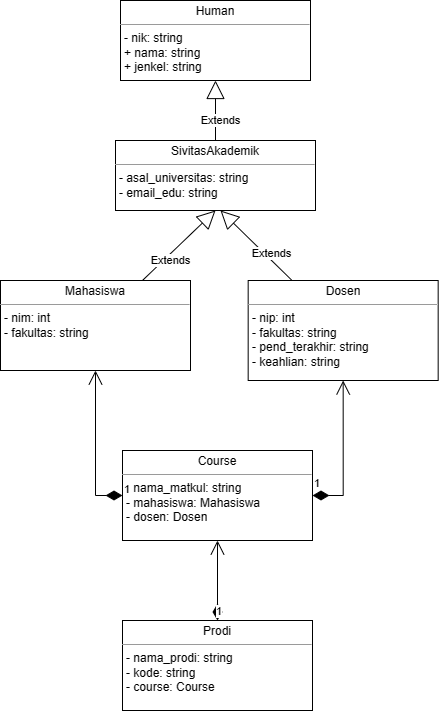 Human
- nik: string
+ nama: string
+ jenkel: string
Extends
SivitasAkademik
- asal_universitas: string
- email_edu: string
Extends
Extends
Mahasiswa
- nim: int
- fakultas: string
Dosen
- nip: int
- fakultas: string
- pend_terakhir: string
- keahlian: string
Course
1
nama_matkul: string
- mahasiswa: Mahasiswa
- dosen: Dosen
1
1
Prodi
- nama_prodi: string
- kode: string
- course: Course